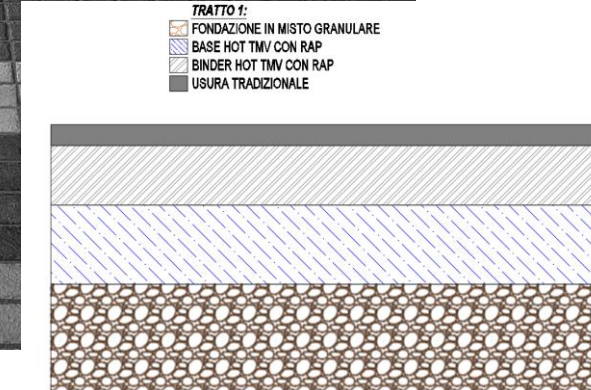 TRATTO 1:
FONDAZIONE IN MISTO GRANULARE
BASE HOT TMV CON RAP
BINDER HOT TMV CON RAP
USURA TRADIZIONALE